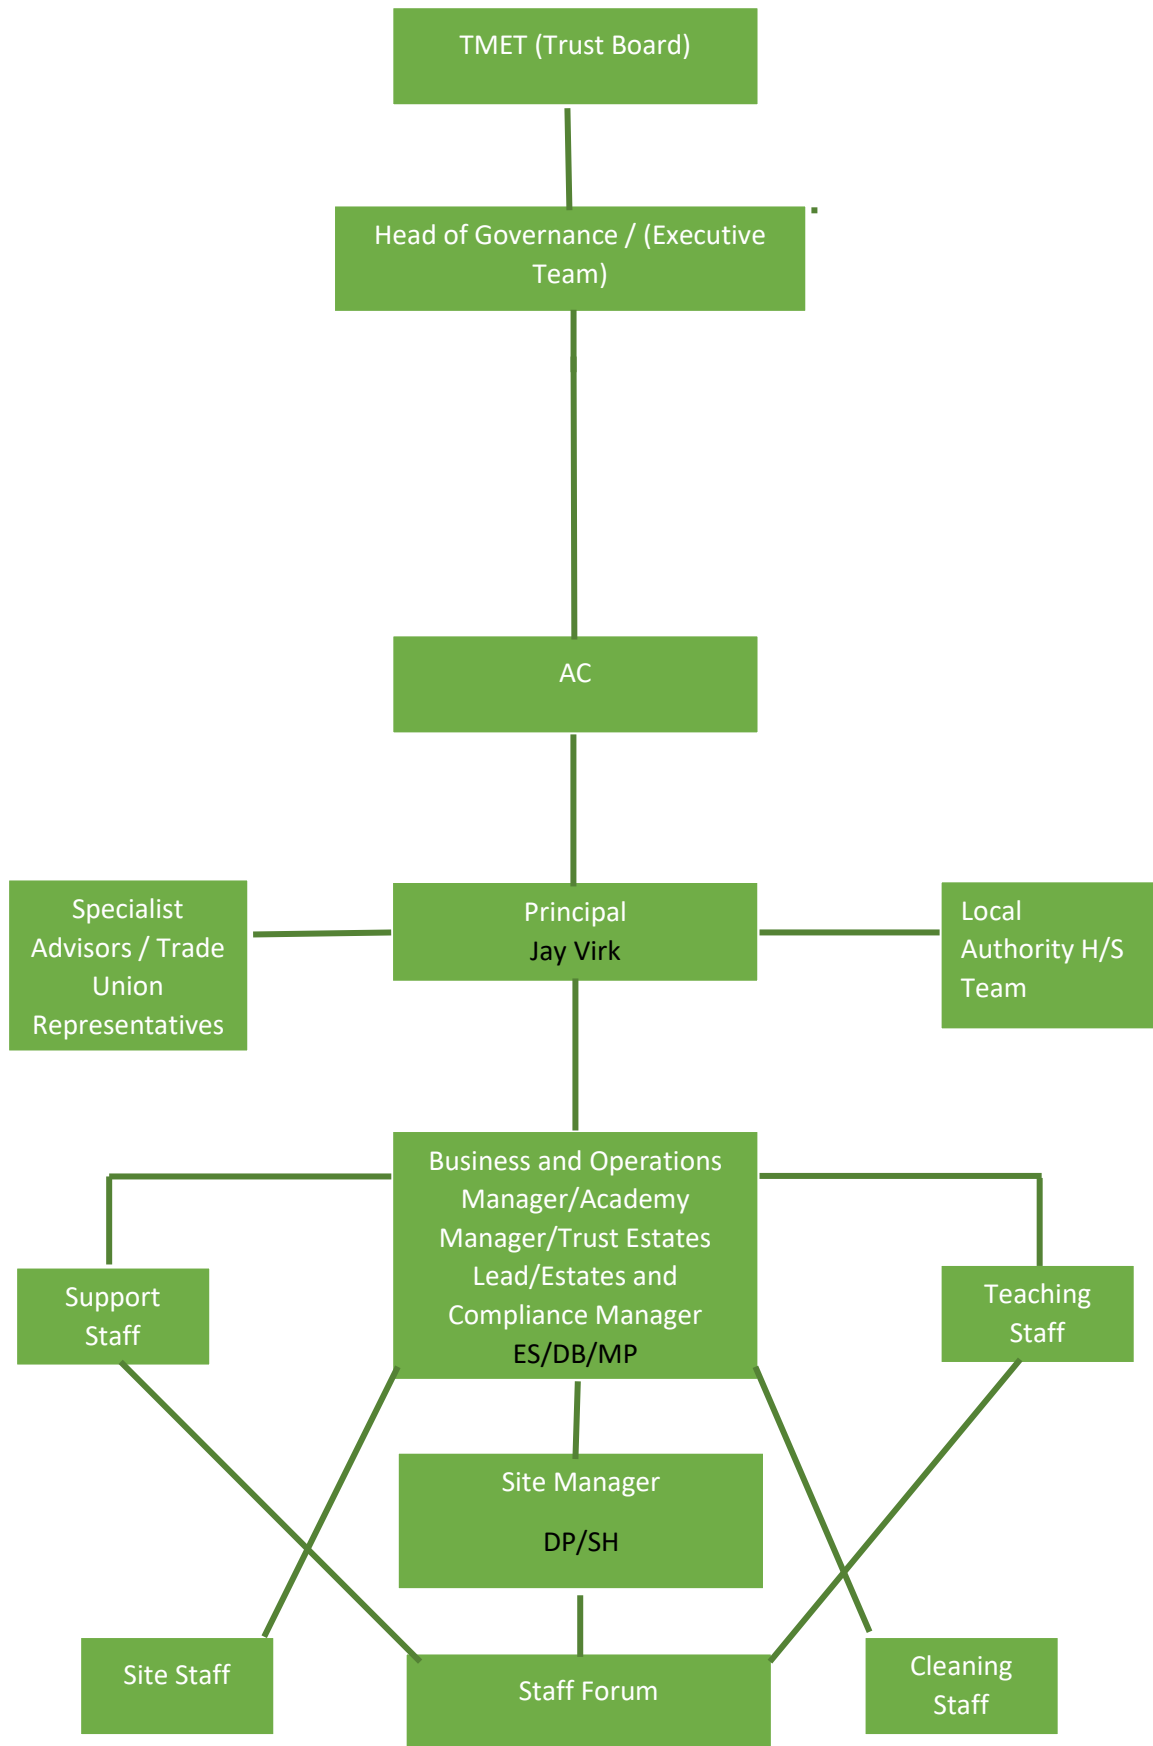 TMET (Trust Board)
Head of Governance / (Executive
Team)
AC
Specialist
Advisors / Trade
Union
Representatives
Principal
Jay Virk
Local
Authority H/S
Team
Business and Operations
Manager/Academy
Manager/Trust Estates
Lead/Estates and
Compliance Manager
ES/DB/MP
Support
Staff
Teaching
Staff
Site Manager
DP/SH
Site Staff
Staff Forum
Cleaning
Staff